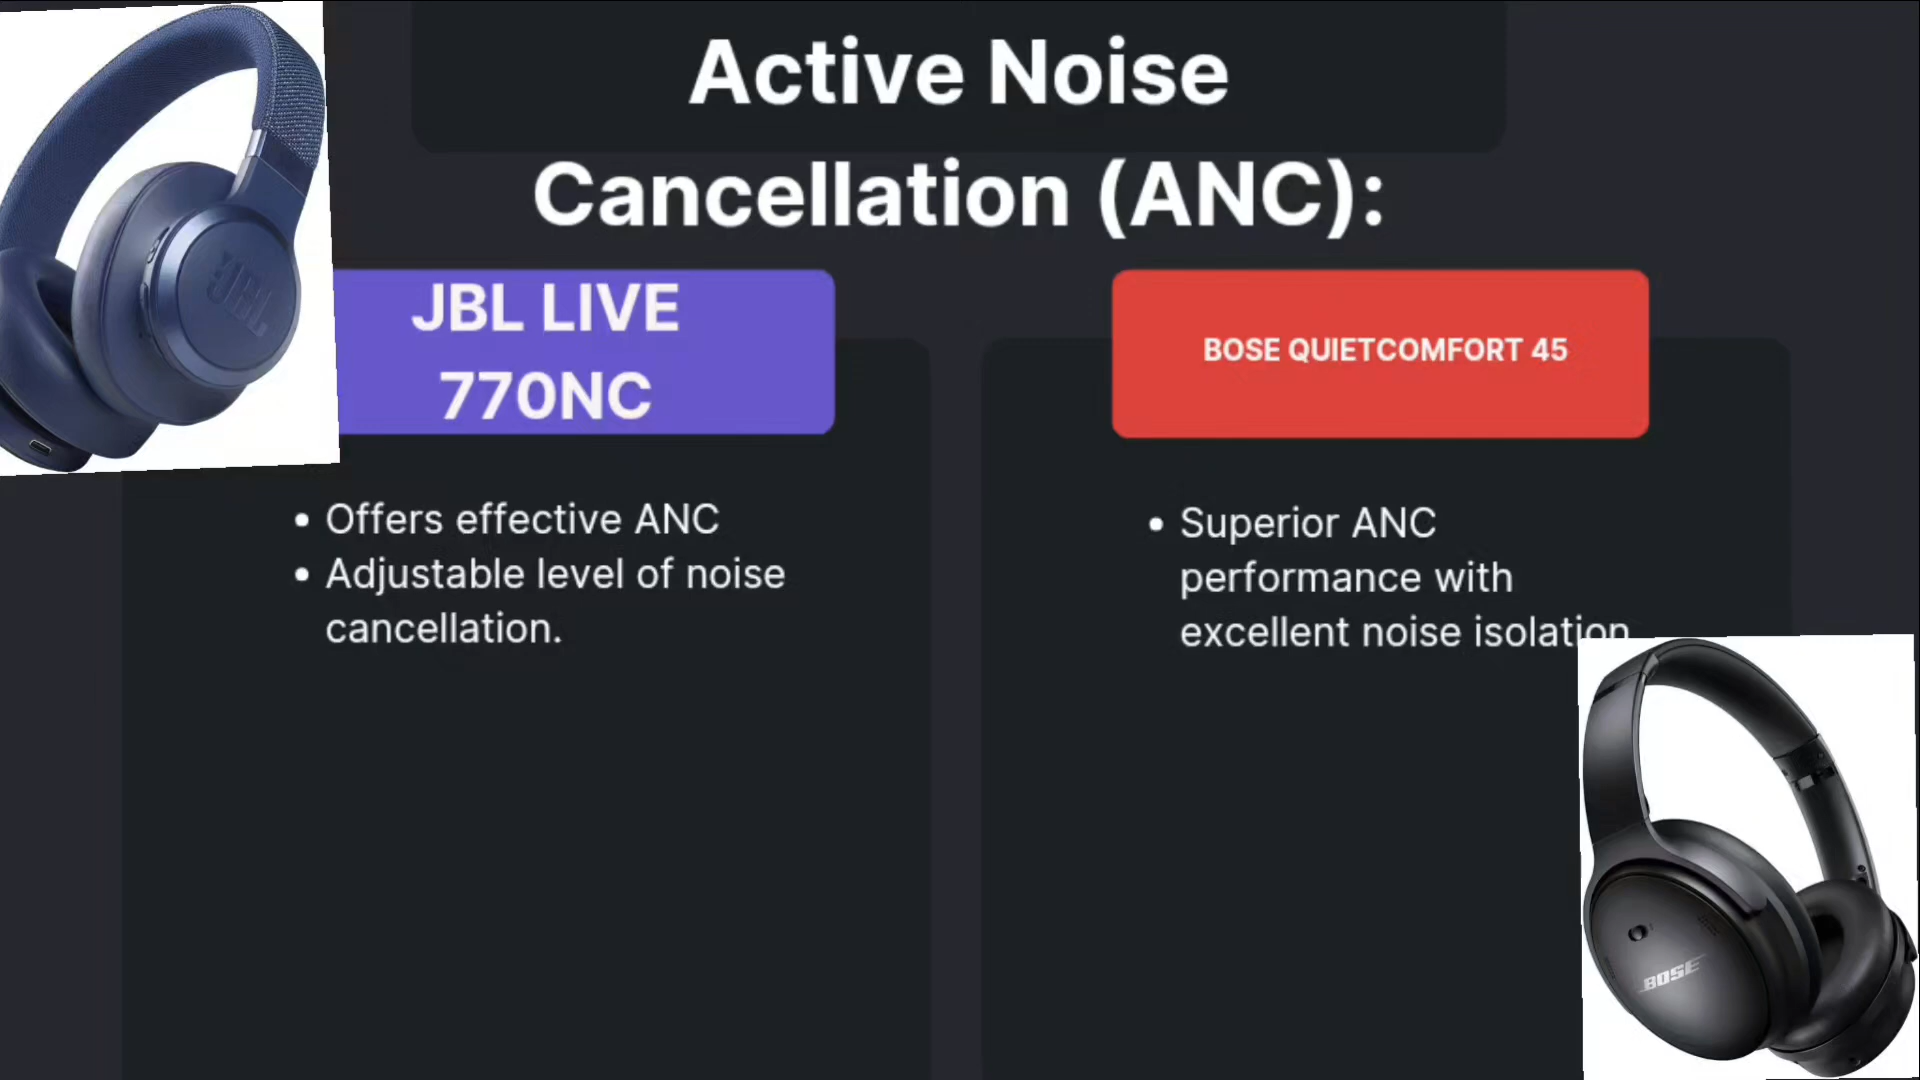 Active Noise
Cancellation (ANC):
JBL LIVE
770NC
BOSE QUIETCOMFORT 45
• Offers effective ANC
• Adjustable level of noise
cancellation.
• Superior ANC
performance with
excellent noise isolation
JBL
BOSE